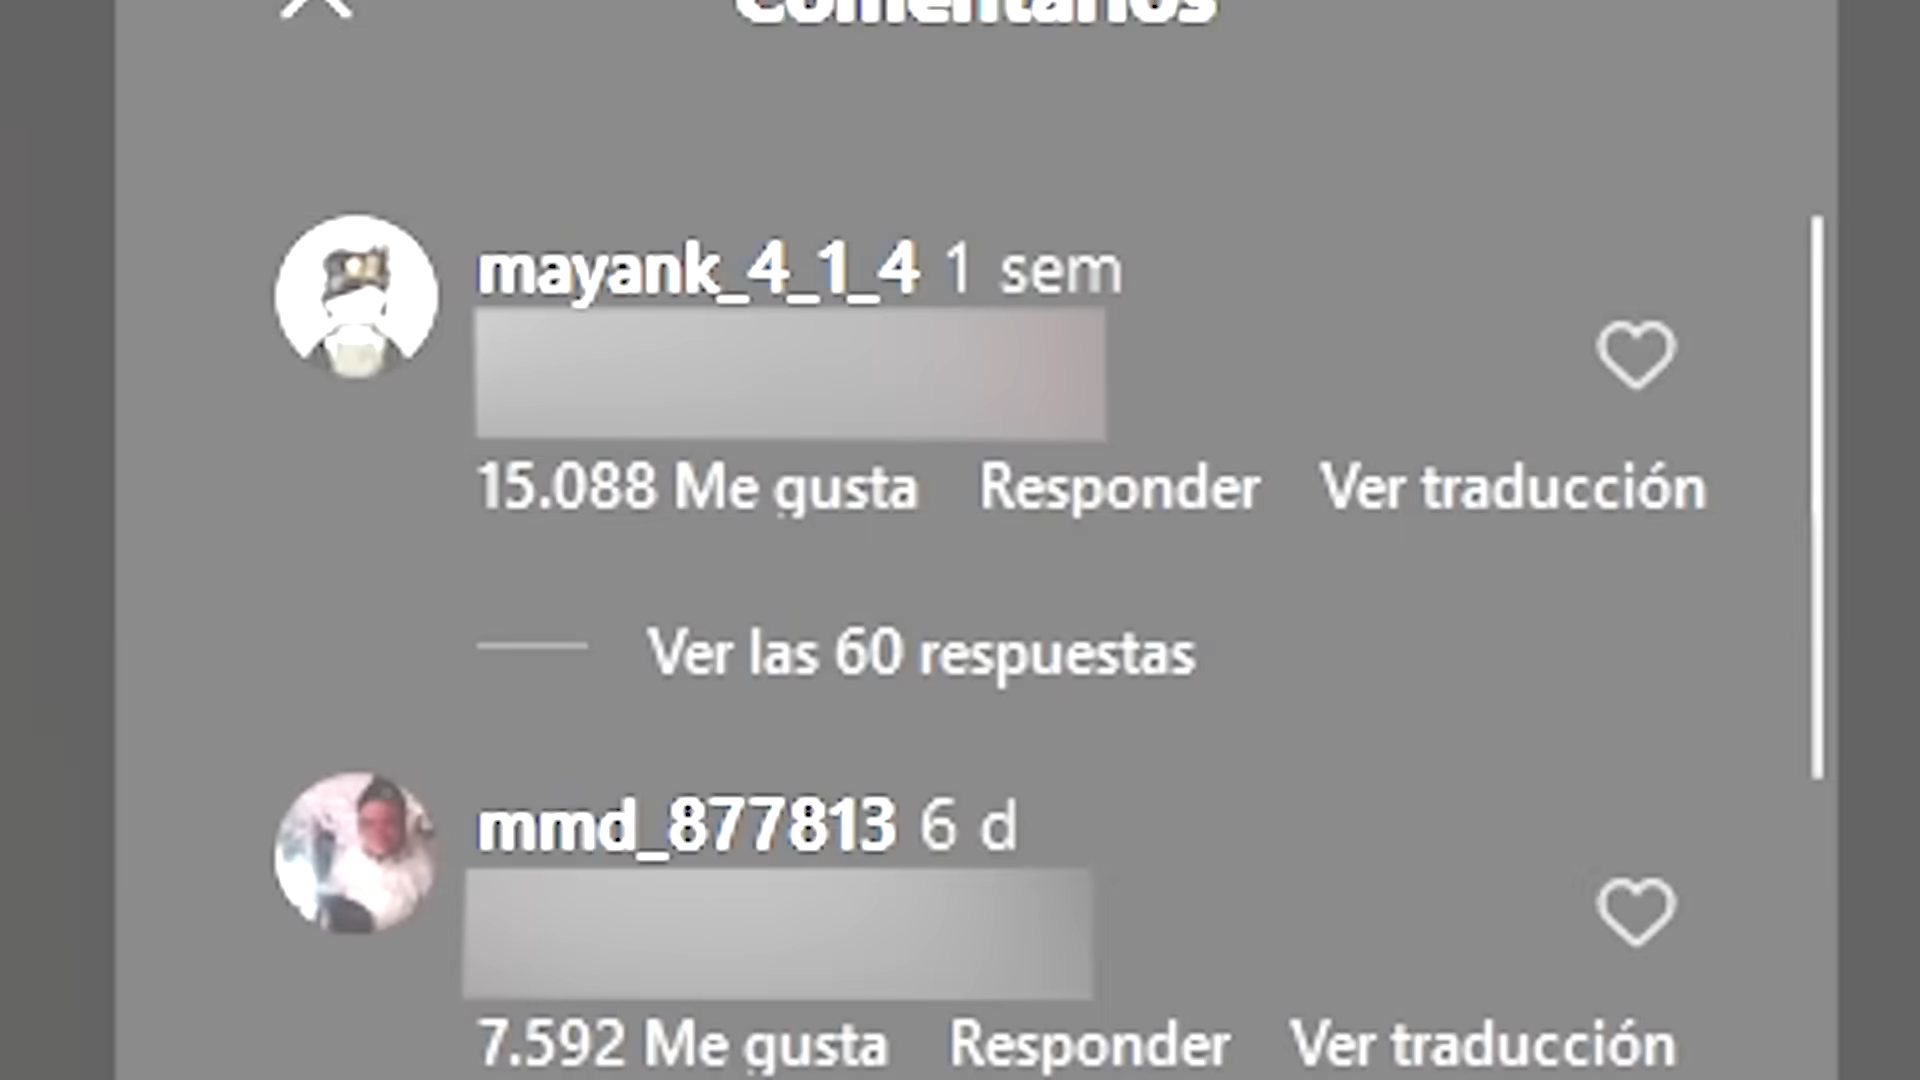 Comentarios
mayank_4_1_4 1 sem
15.088 Me gusta Responder Ver traducción
Ver las 60 respuestas
mmd_877813 6 d
7.592 Me gusta Responder Ver traducción